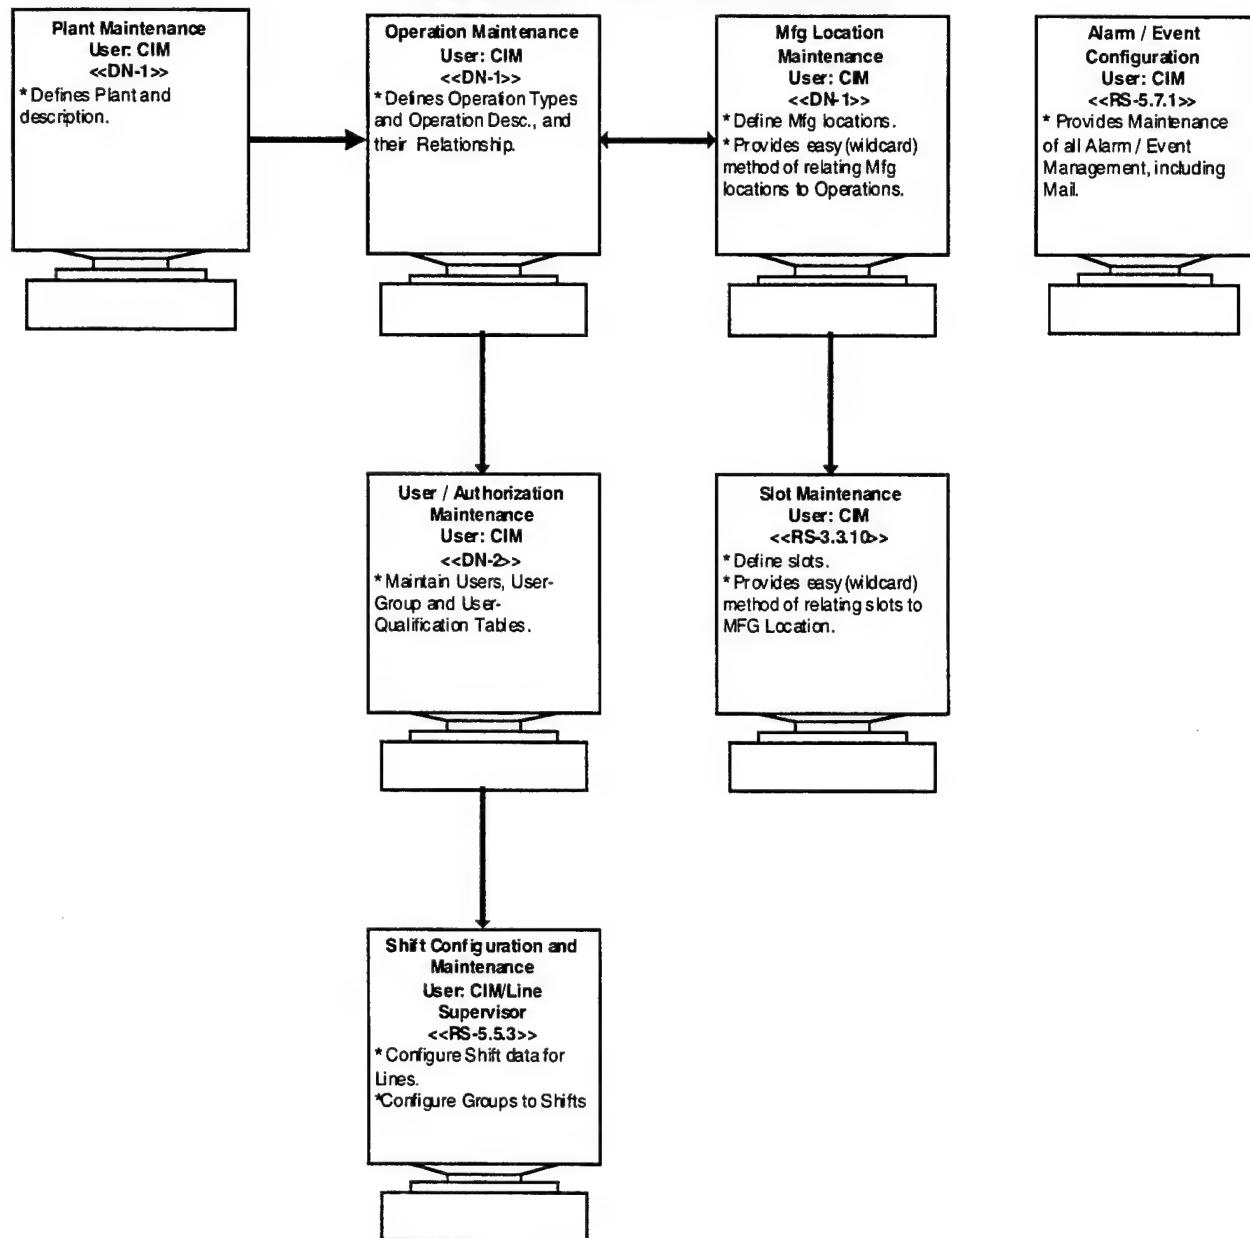 Plant Maintenance
User: CIM
<<DN-1>>
* Defines Plant and
description.
Operation Maintenance
User: CIM
<<DN-1>>
* Defines Operation Types
and Operation Desc., and
their Relationship.
Mfg Location
Maintenance
User: CIM
<<DN-1>>
* Define Mfg locations.
* Provides easy (wildcard)
method of relating Mfg
locations to Operations.
Alarm / Event
Configuration
User: CIM
<<RS-5.7.1>>
* Provides Maintenance
of all Alarm / Event
Management, including
Mail.
User / Authorization
Maintenance
User: CIM
<<DN-2>>
* Maintain Users, User-
Group and User-
Qualification Tables.
Slot Maintenance
User: CIM
<<RS-3.3.10>>
* Define slots.
* Provides easy (wildcard)
method of relating slots to
MFG Location.
Shift Configuration and
Maintenance
User: CIM/Line
Supervisor
<<RS-5.5.3>>
* Configure Shift data for
Lines.
*Configure Groups to Shifts